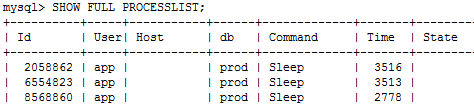 mysql> SHOW FULL PROCESSLIST;
+---------+------+-----------+------+---------+------+-------+
| Id | User| Host | db | Command | Time | State
+---------+------+-----------+------+---------+------+-------+
| 2058862 | app | | prod | Sleep | 3516 |
| 6554823 | app | | prod | Sleep | 3513 |
| 8568860 | app | | prod | Sleep | 2778 |